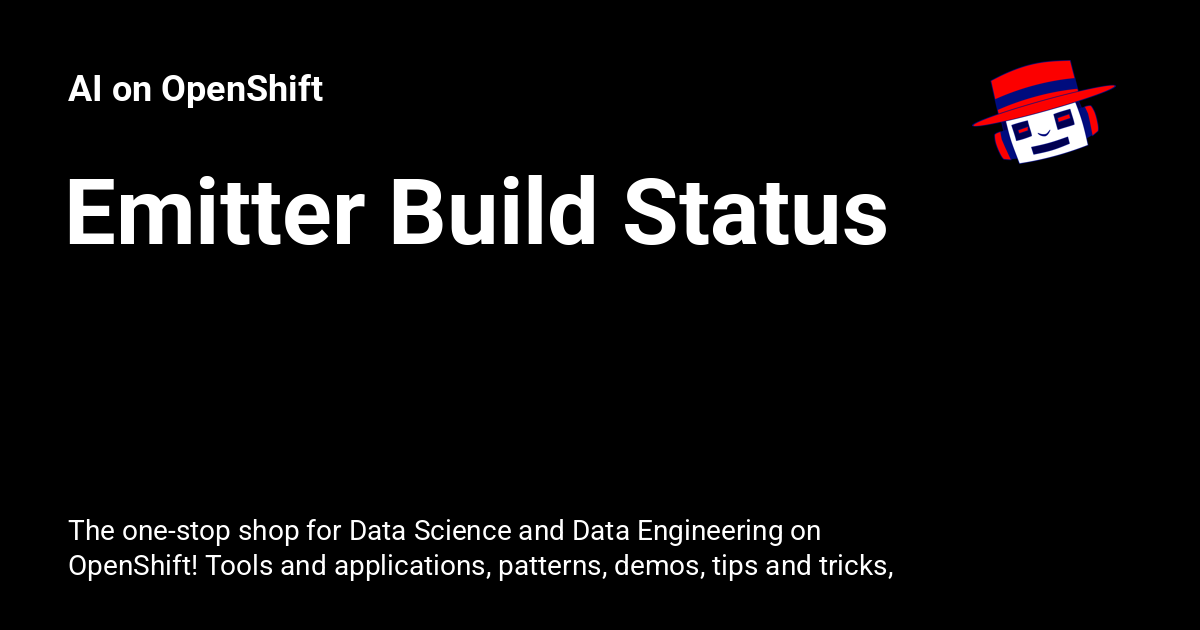 AI on OpenShift
Emitter Build Status
The one-stop shop for Data Science and Data Engineering on
OpenShift! Tools and applications, patterns, demos, tips and tricks,